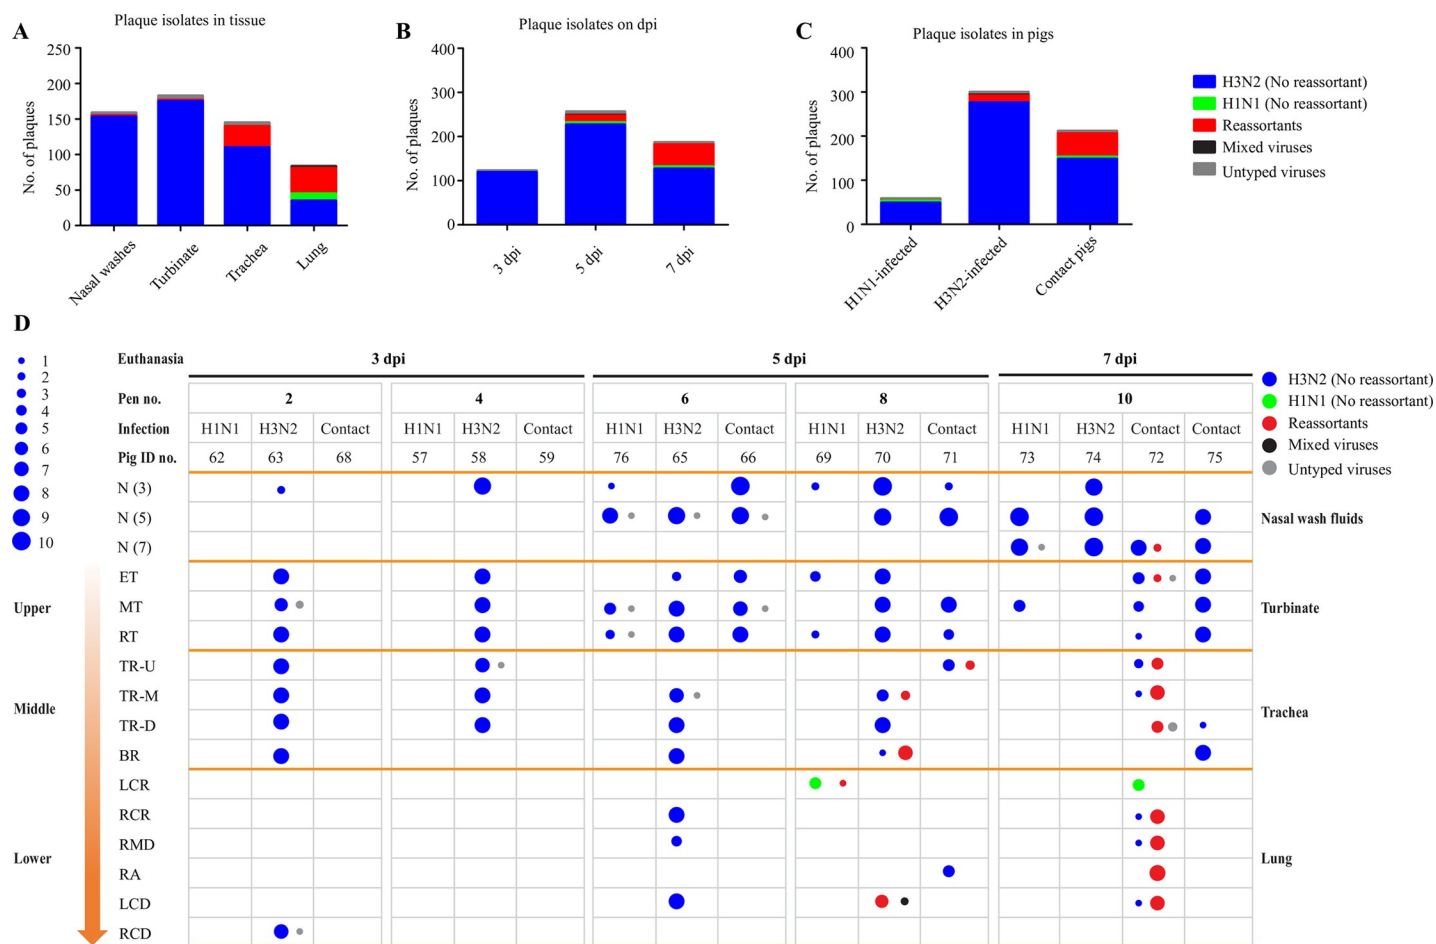 A
Plaque isolates in tissue
No. of plaques
250
200
150
100
50
0
Nasal washes
Turbinate
Trachea
Lung
B
Plaque isolates on dpi
No. of plaques
400
300
200
100
0
3 dpi
5 dpi
7 dpi
C
Plaque isolates in pigs
No. of plaques
400
300
200
100
0
H1N1-infected
H3N2-infected
Contact pigs
H3N2 (No reassortant)
H1N1 (No reassortant)
Reassortants
Mixed viruses
Untyped viruses
D
1
2
3
4
5
6
7
8
9
10
Euthanasia 3 dpi 5 dpi 7 dpi
Pen no. 2 4 6 8 10
Infection H1N1 H3N2 Contact H1N1 H3N2 Contact H1N1 H3N2 Contact H1N1 H3N2 Contact H1N1 H3N2 Contact Contact
Pig ID no. 62 63 68 57 58 59 76 65 66 69 70 71 73 74 72 75
N (3)
N (5)
N (7)
ET
MT
RT
TR-U
TR-M
TR-D
BR
LCR
RCR
RMD
RA
LCD
RCD
Upper
Middle
Lower
H3N2 (No reassortant)
H1N1 (No reassortant)
Reassortants
Mixed viruses
Untyped viruses
Nasal wash fluids
Turbinate
Trachea
Lung